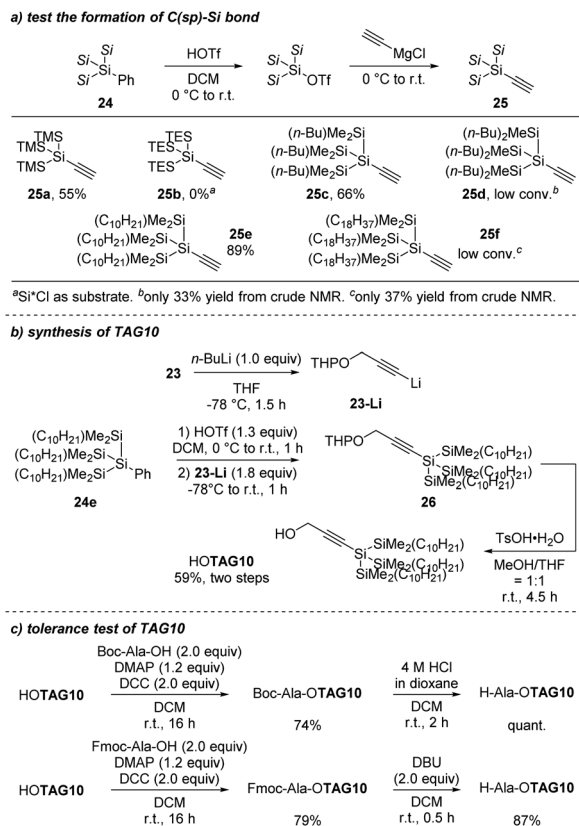 a) test the formation of C(sp)-Si bond
Si
Si
Si
Si
Ph
24
HOTf
DCM
0 °C to r.t.
Si
Si
Si
Si
OTf
MgCl
0 °C to r.t.
Si
Si
Si
Si
25
TMS
TMS
TMS
Si
25a, 55%
TES
TES
TES
Si
25b, 0%a
(n-Bu)Me2Si
(n-Bu)Me2Si
(n-Bu)Me2Si
Si
25c, 66%
(n-Bu)2MeSi
(n-Bu)2MeSi
(n-Bu)2MeSi
Si
25d, low conv.b
(C10H21)Me2Si
(C10H21)Me2Si
(C10H21)Me2Si
Si
25e
89%
(C18H37)Me2Si
(C18H37)Me2Si
(C18H37)Me2Si
Si
25f
low conv.c
aSi*Cl as substrate. bonly 33% yield from crude NMR. conly 37% yield from crude NMR.
b) synthesis of TAG10
23
n-BuLi (1.0 equiv)
THF
-78 °C, 1.5 h
THPO
Li
23-Li
(C10H21)Me2Si
(C10H21)Me2Si
(C10H21)Me2Si
Si
Ph
24e
1) HOTf (1.3 equiv)
DCM, 0 °C to r.t., 1 h
2) 23-Li (1.8 equiv)
-78°C to r.t., 1 h
THPO
Si
SiMe2(C10H21)
SiMe2(C10H21)
SiMe2(C10H21)
26
TsOH•H2O
MeOH/THF
= 1:1
r.t., 4.5 h
HO
Si
SiMe2(C10H21)
SiMe2(C10H21)
SiMe2(C10H21)
HOTAG10
59%, two steps
c) tolerance test of TAG10
HOTAG10
Boc-Ala-OH (2.0 equiv)
DMAP (1.2 equiv)
DCC (2.0 equiv)
DCM
r.t., 16 h
Boc-Ala-OTAG10
74%
4 M HCl
in dioxane
DCM
r.t., 2 h
H-Ala-OTAG10
quant.
HOTAG10
Fmoc-Ala-OH (2.0 equiv)
DMAP (1.2 equiv)
DCC (2.0 equiv)
DCM
r.t., 16 h
Fmoc-Ala-OTAG10
79%
DBU
(2.0 equiv)
DCM
r.t., 0.5 h
H-Ala-OTAG10
87%